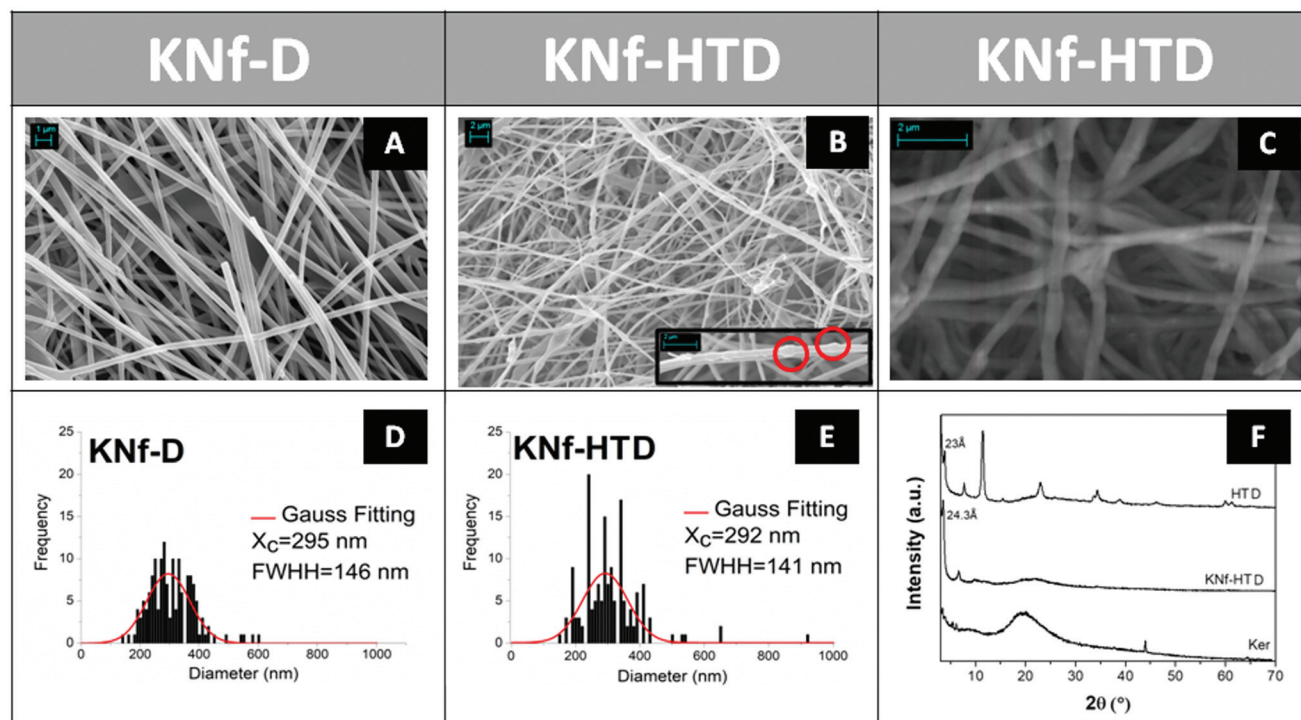 KNf-D
KNf-HTD
KNf-HTD
1 µm
A
2 µm
B
2 µm
2 µm
C
D
KNf-D
Gauss Fitting
X_C=295 nm
FWHH=146 nm
Frequency
25
20
15
10
5
0
0 200 400 600 800 1000
Diameter (nm)
E
KNf-HTD
Gauss Fitting
X_C=292 nm
FWHH=141 nm
Frequency
25
20
15
10
5
0
0 200 400 600 800 1000
Diameter (nm)
F
Intensity (a.u.)
23Å
HTD
24.3Å
KNf-HTD
Ker
10 20 30 40 50 60 70
2θ (°)